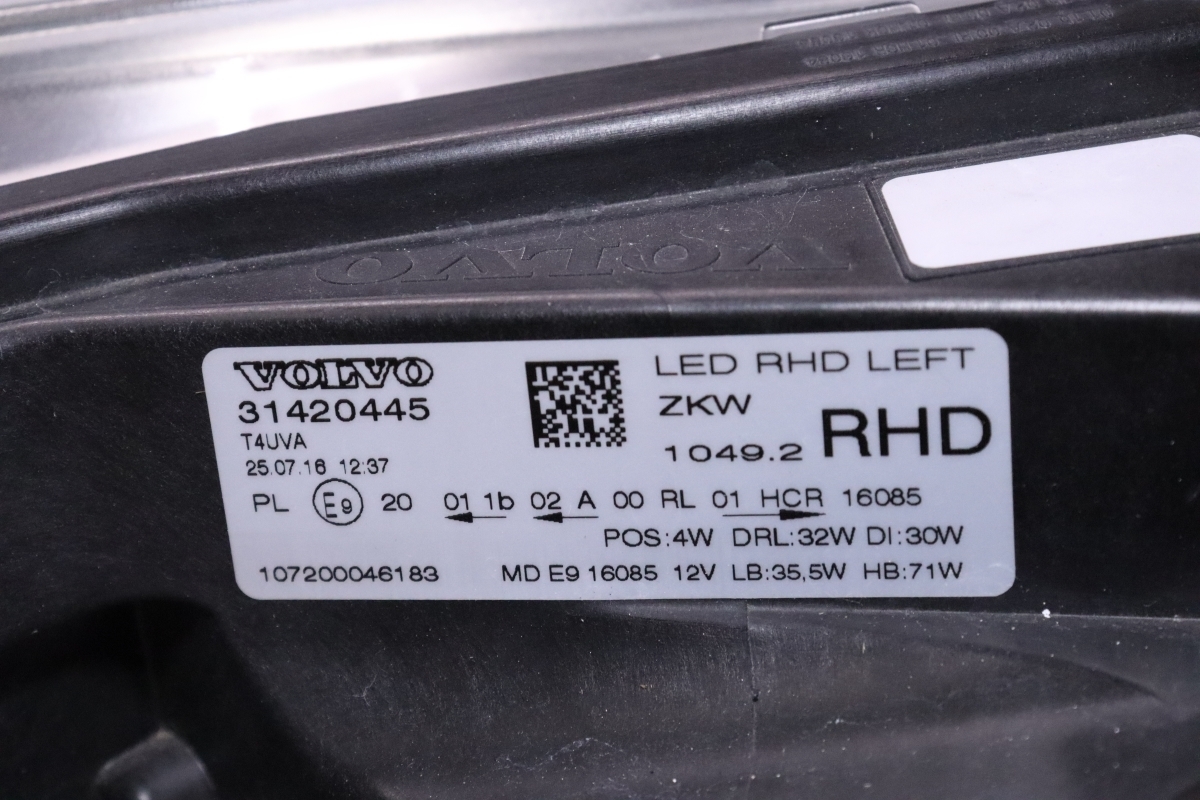 VOLVO
VOLVO
31420445
T4UVA
25.07.16 12:37
LED RHD LEFT
ZKW
1049.2
RHD
PL E9 20 01 1b 02 A 00 RL 01 HCR 16085
POS:4W DRL:32W DI:30W
107200046183 MD E9 16085 12V LB:35,5W HB:71W